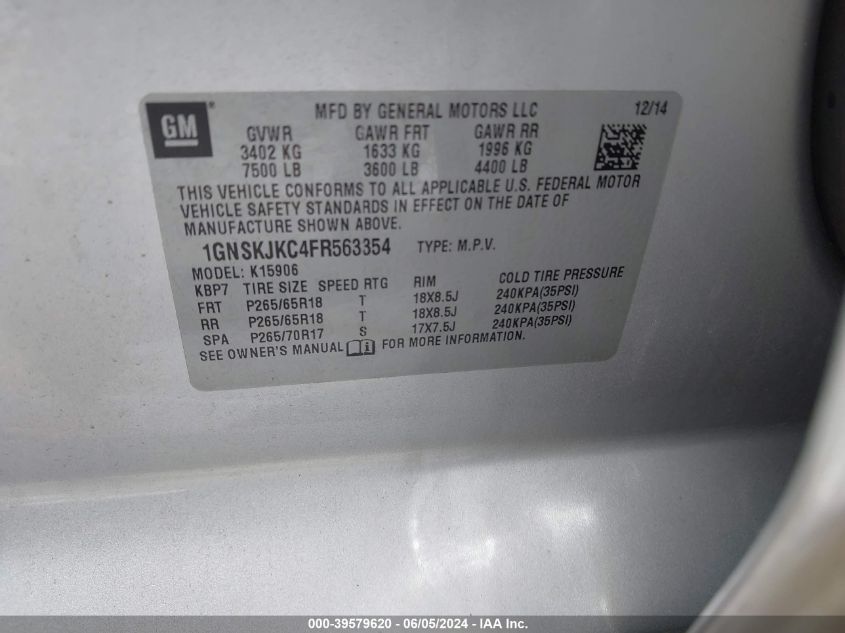 GM ®
MFD BY GENERAL MOTORS LLC 12/14
GVWR GAWR FRT GAWR RR
3402 KG 1633 KG 1996 KG
7500 LB 3600 LB 4400 LB
THIS VEHICLE CONFORMS TO ALL APPLICABLE U.S. FEDERAL MOTOR
VEHICLE SAFETY STANDARDS IN EFFECT ON THE DATE OF
MANUFACTURE SHOWN ABOVE.
1GNSKJKC4FR563354 TYPE: M.P.V.
MODEL: K15906
KBP7 TIRE SIZE SPEED RTG RIM COLD TIRE PRESSURE
FRT P265/65R18 T 18X8.5J 240KPA(35PSI)
RR P265/65R18 T 18X8.5J 240KPA(35PSI)
SPA P265/70R17 S 17X7.5J 240KPA(35PSI)
SEE OWNER'S MANUAL i FOR MORE INFORMATION.
000-39579620 - 06/05/2024 - IAA Inc.